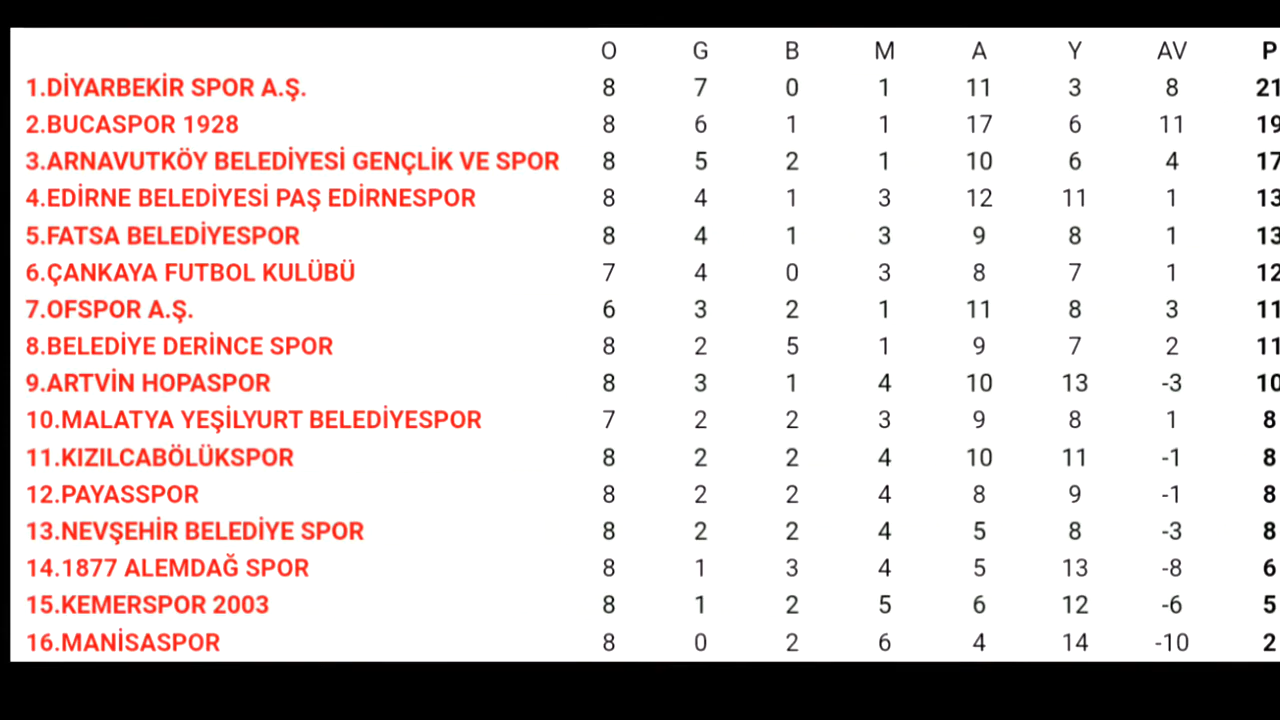 O G B M A Y AV P
1.DİYARBEKİR SPOR A.Ş. 8 7 0 1 11 3 8 21
2.BUCASPOR 1928 8 6 1 1 17 6 11 19
3.ARNAVUTKÖY BELEDİYESİ GENÇLİK VE SPOR 8 5 2 1 10 6 4 17
4.EDİRNE BELEDİYESİ PAŞ EDİRNESPOR 8 4 1 3 12 11 1 13
5.FATSA BELEDİYESPOR 8 4 1 3 9 8 1 13
6.ÇANKAYA FUTBOL KULÜBÜ 7 4 0 3 8 7 1 12
7.OFSPOR A.Ş. 6 3 2 1 11 8 3 11
8.BELEDİYE DERİNCE SPOR 8 2 5 1 9 7 2 11
9.ARTVİN HOPASPOR 8 3 1 4 10 13 -3 10
10.MALATYA YEŞİLYURT BELEDİYESPOR 7 2 2 3 9 8 1 8
11.KIZILCABÖLÜKSPOR 8 2 2 4 10 11 -1 8
12.PAYASSPOR 8 2 2 4 8 9 -1 8
13.NEVŞEHİR BELEDİYE SPOR 8 2 2 4 5 8 -3 8
14.1877 ALEMDAĞ SPOR 8 1 3 4 5 13 -8 6
15.KEMERSPOR 2003 8 1 2 5 6 12 -6 5
16.MANİSASPOR 8 0 2 6 4 14 -10 2